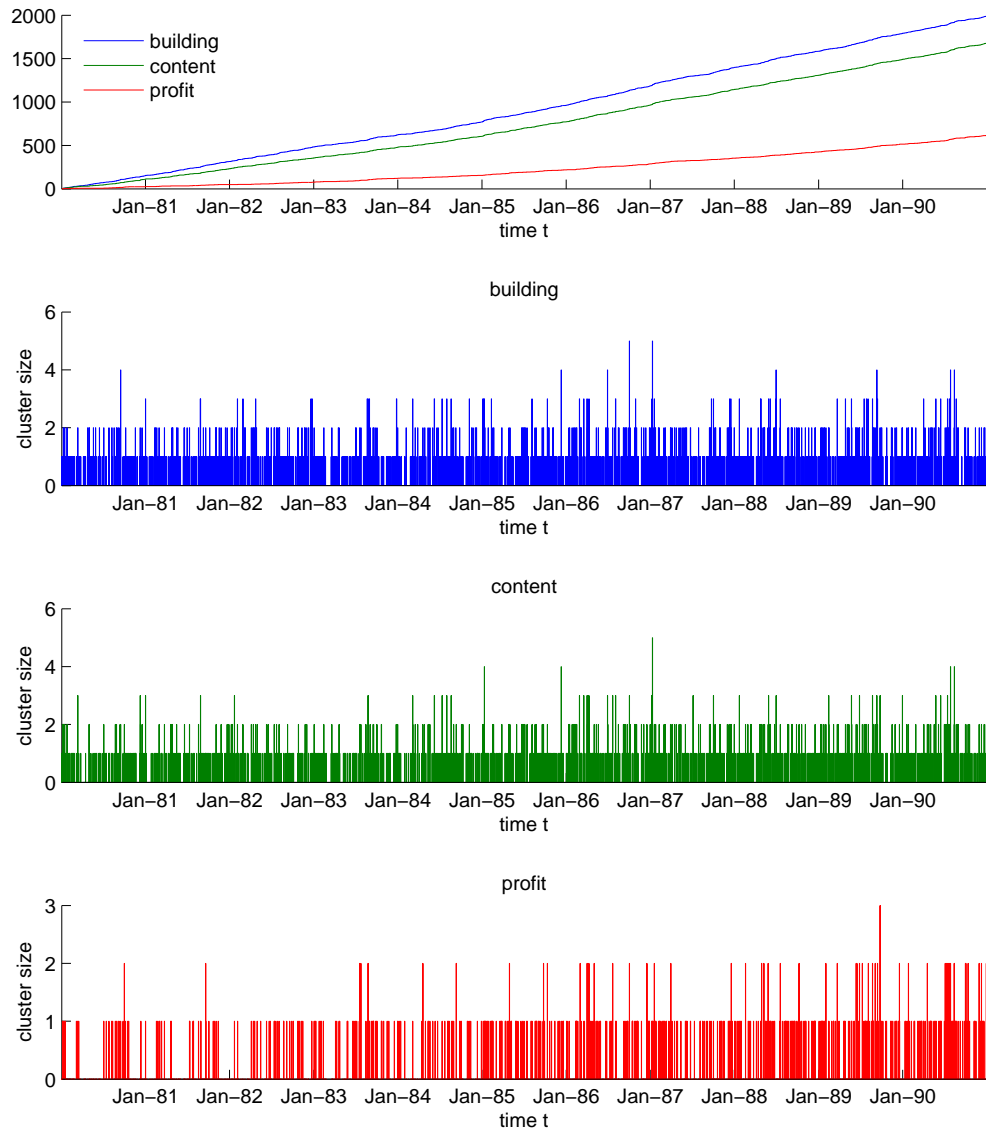 2000
1500
1000
500
0
building
content
profit
Jan−81 Jan−82 Jan−83 Jan−84 Jan−85 Jan−86 Jan−87 Jan−88 Jan−89 Jan−90
time t
building
6
4
2
0
cluster size
Jan−81 Jan−82 Jan−83 Jan−84 Jan−85 Jan−86 Jan−87 Jan−88 Jan−89 Jan−90
time t
content
6
4
2
0
cluster size
Jan−81 Jan−82 Jan−83 Jan−84 Jan−85 Jan−86 Jan−87 Jan−88 Jan−89 Jan−90
time t
profit
3
2
1
0
cluster size
Jan−81 Jan−82 Jan−83 Jan−84 Jan−85 Jan−86 Jan−87 Jan−88 Jan−89 Jan−90
time t